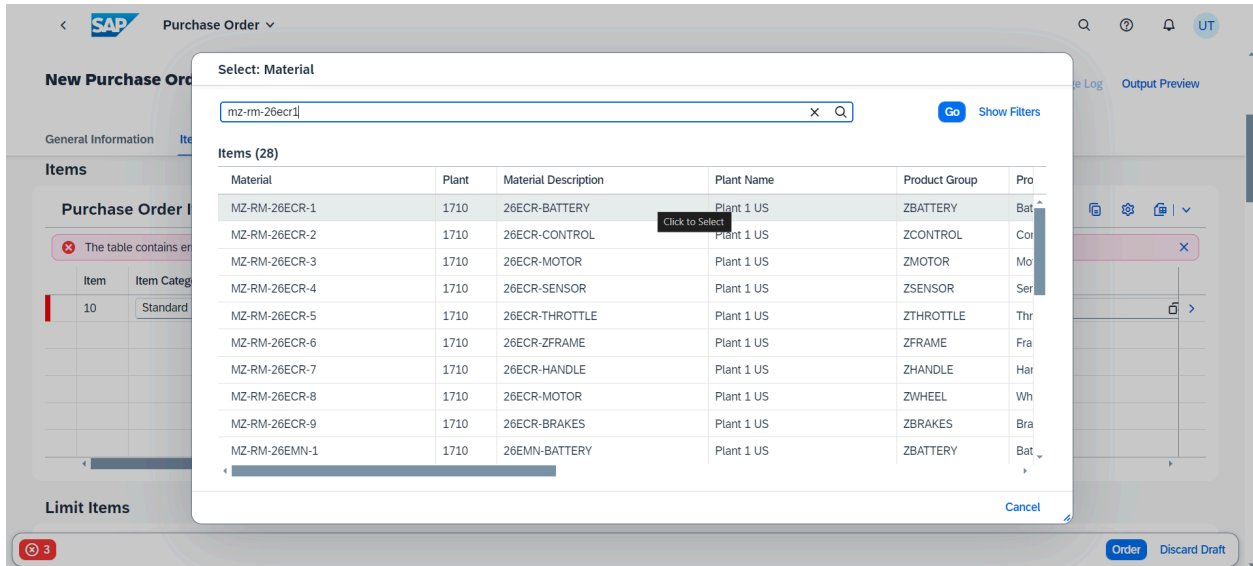 SAP Purchase Order UT
New Purchase Ord
ge Log Output Preview
General Information Ite
Items
Purchase Order I
The table contains er
Item Item Categ
10 Standard
Limit Items
3
Order Discard Draft
Select: Material
mz-rm-26ecr1
Go Show Filters
Items (28)
Material Plant Material Description Plant Name Product Group Pro
MZ-RM-26ECR-1 1710 26ECR-BATTERY Plant 1 US ZBATTERY Bat
Click to Select
MZ-RM-26ECR-2 1710 26ECR-CONTROL Plant 1 US ZCONTROL Cor
MZ-RM-26ECR-3 1710 26ECR-MOTOR Plant 1 US ZMOTOR Mo
MZ-RM-26ECR-4 1710 26ECR-SENSOR Plant 1 US ZSENSOR Ser
MZ-RM-26ECR-5 1710 26ECR-THROTTLE Plant 1 US ZTHROTTLE Thr
MZ-RM-26ECR-6 1710 26ECR-ZFRAME Plant 1 US ZFRAME Fra
MZ-RM-26ECR-7 1710 26ECR-HANDLE Plant 1 US ZHANDLE Har
MZ-RM-26ECR-8 1710 26ECR-MOTOR Plant 1 US ZWHEEL Wh
MZ-RM-26ECR-9 1710 26ECR-BRAKES Plant 1 US ZBRAKES Bra
MZ-RM-26EMN-1 1710 26EMN-BATTERY Plant 1 US ZBATTERY Bat
Cancel